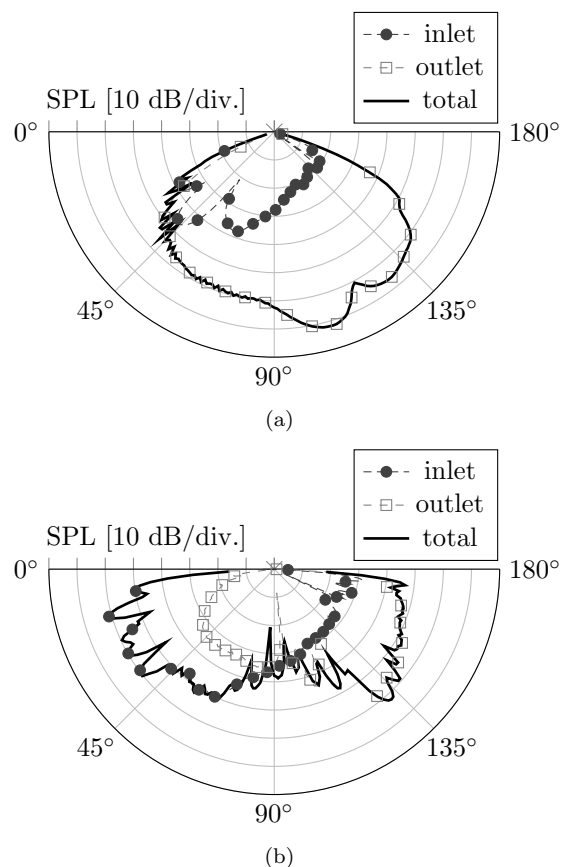 inlet
outlet
total
SPL [10 dB/div.]
0°
180°
45°
135°
90°
(a)
inlet
outlet
total
SPL [10 dB/div.]
0°
180°
45°
135°
90°
(b)